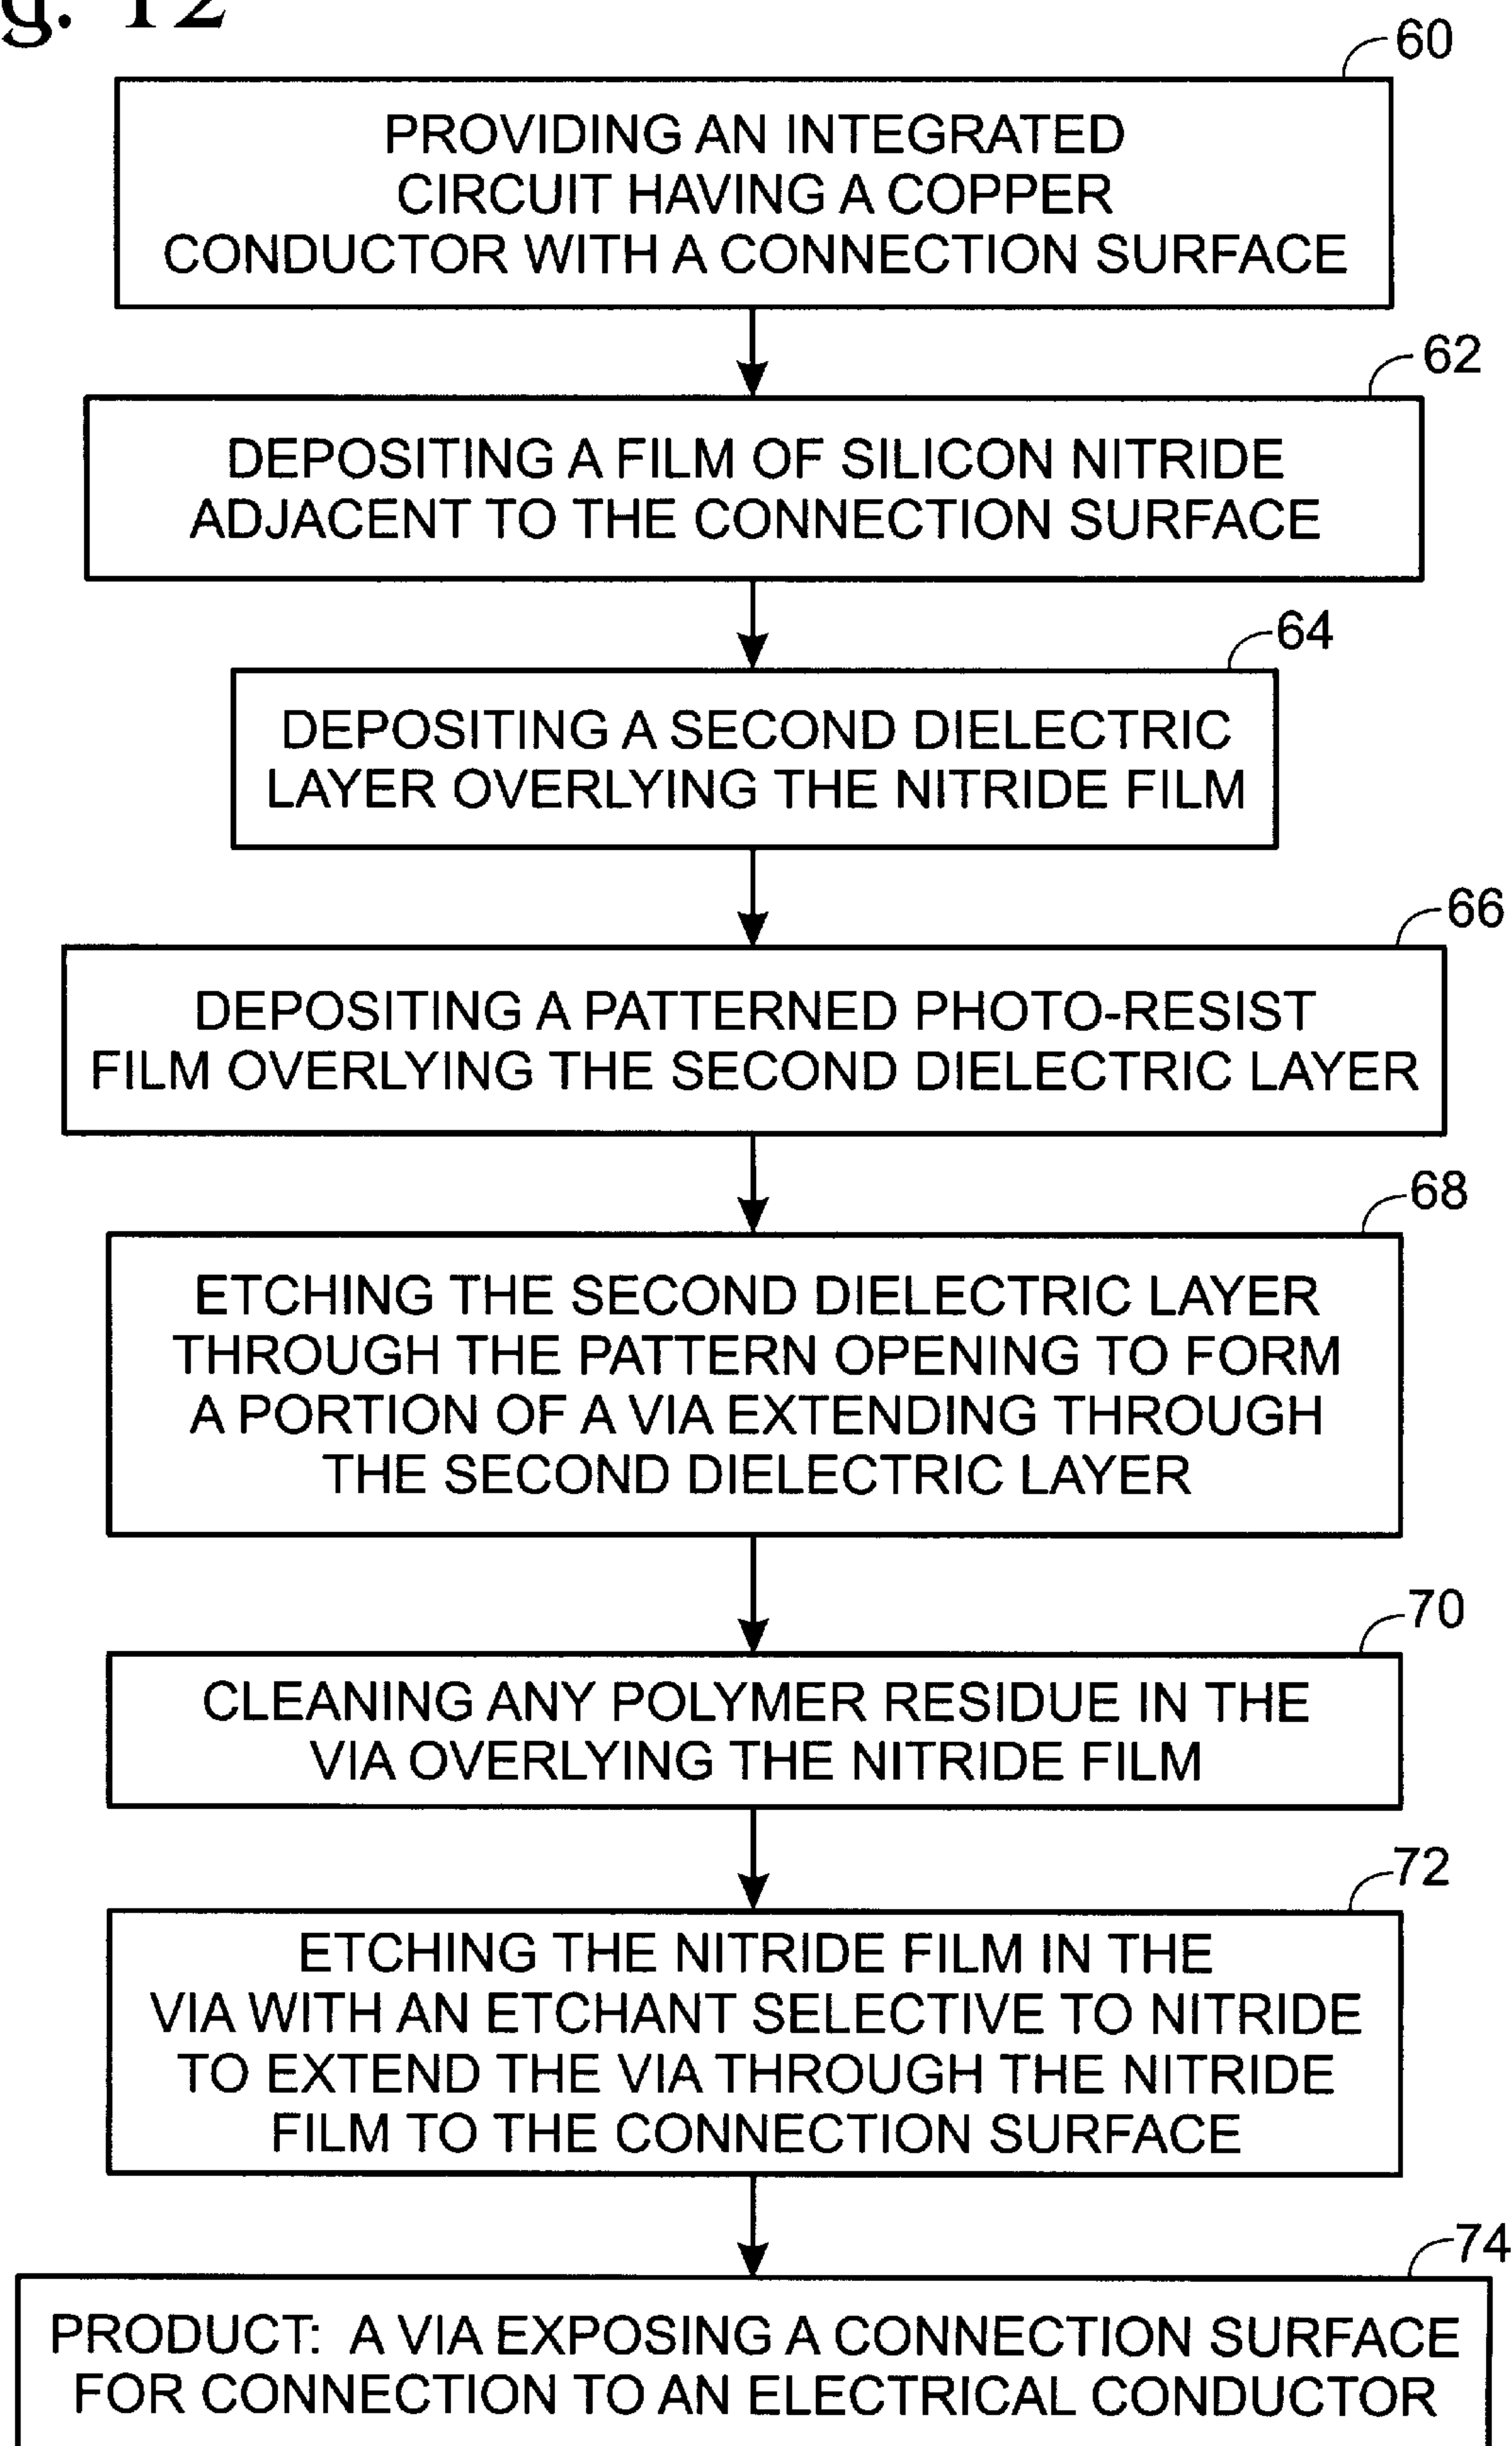 g. 12
60
PROVIDING AN INTEGRATED
CIRCUIT HAVING A COPPER
CONDUCTOR WITH A CONNECTION SURFACE
62
DEPOSITING A FILM OF SILICON NITRIDE
ADJACENT TO THE CONNECTION SURFACE
64
DEPOSITING A SECOND DIELECTRIC
LAYER OVERLYING THE NITRIDE FILM
66
DEPOSITING A PATTERNED PHOTO-RESIST
FILM OVERLYING THE SECOND DIELECTRIC LAYER
68
ETCHING THE SECOND DIELECTRIC LAYER
THROUGH THE PATTERN OPENING TO FORM
A PORTION OF A VIA EXTENDING THROUGH
THE SECOND DIELECTRIC LAYER
70
CLEANING ANY POLYMER RESIDUE IN THE
VIA OVERLYING THE NITRIDE FILM
72
ETCHING THE NITRIDE FILM IN THE
VIA WITH AN ETCHANT SELECTIVE TO NITRIDE
TO EXTEND THE VIA THROUGH THE NITRIDE
FILM TO THE CONNECTION SURFACE
74
PRODUCT: A VIA EXPOSING A CONNECTION SURFACE
FOR CONNECTION TO AN ELECTRICAL CONDUCTOR